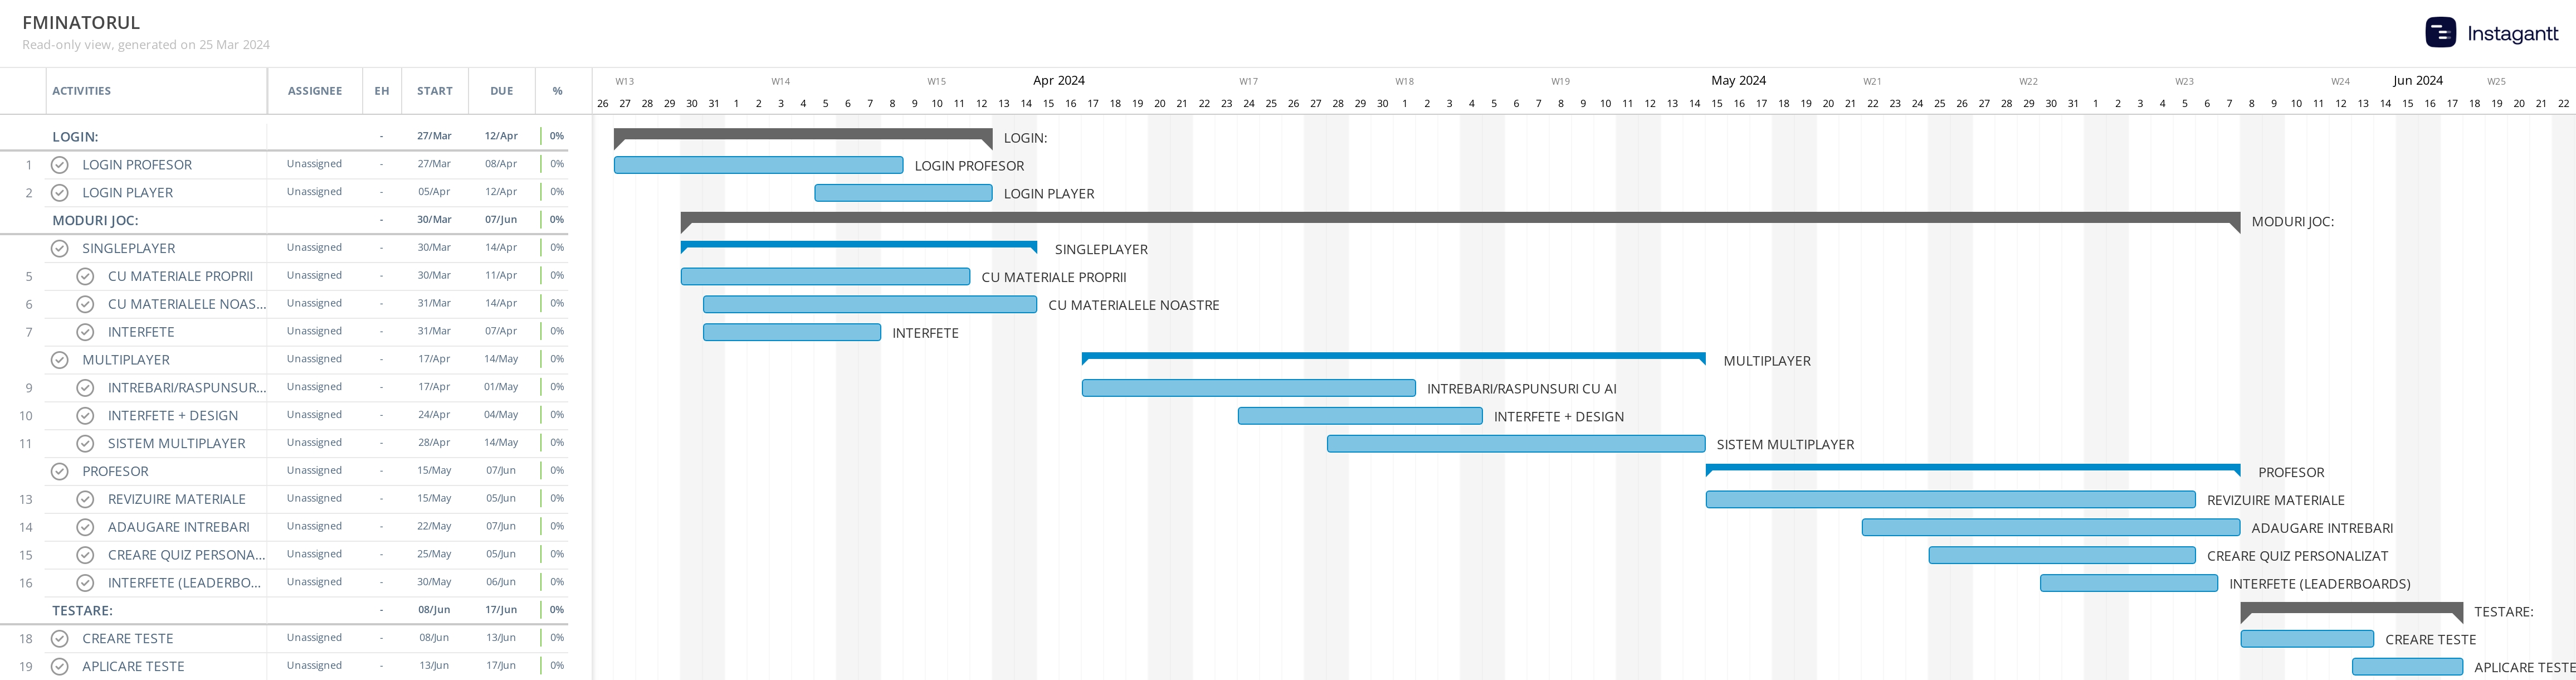 FMINATORUL
Read-only view, generated on 25 Mar 2024
Instagantt
ACTIVITIES ASSIGNEE EH START DUE %
W13 W14 W15 Apr 2024 W17 W18 W19 May 2024 W21 W22 W23 W24 Jun 2024 W25
26 27 28 29 30 31 1 2 3 4 5 6 7 8 9 10 11 12 13 14 15 16 17 18 19 20 21 22 23 24 25 26 27 28 29 30 1 2 3 4 5 6 7 8 9 10 11 12 13 14 15 16 17 18 19 20 21 22 23 24 25 26 27 28 29 30 31 1 2 3 4 5 6 7 8 9 10 11 12 13 14 15 16 17 18 19 20 21 22
LOGIN: - 27/Mar 12/Apr 0% LOGIN:
1 LOGIN PROFESOR Unassigned - 27/Mar 08/Apr 0% LOGIN PROFESOR
2 LOGIN PLAYER Unassigned - 05/Apr 12/Apr 0% LOGIN PLAYER
MODURI JOC: - 30/Mar 07/Jun 0% MODURI JOC:
SINGLEPLAYER Unassigned - 30/Mar 14/Apr 0% SINGLEPLAYER
5 CU MATERIALE PROPRII Unassigned - 30/Mar 11/Apr 0% CU MATERIALE PROPRII
6 CU MATERIALELE NOAS... Unassigned - 31/Mar 14/Apr 0% CU MATERIALELE NOASTRE
7 INTERFETE Unassigned - 31/Mar 07/Apr 0% INTERFETE
MULTIPLAYER Unassigned - 17/Apr 14/May 0% MULTIPLAYER
9 INTREBARI/RASPUNSUR... Unassigned - 17/Apr 01/May 0% INTREBARI/RASPUNSURI CU AI
10 INTERFETE + DESIGN Unassigned - 24/Apr 04/May 0% INTERFETE + DESIGN
11 SISTEM MULTIPLAYER Unassigned - 28/Apr 14/May 0% SISTEM MULTIPLAYER
PROFESOR Unassigned - 15/May 07/Jun 0% PROFESOR
13 REVIZUIRE MATERIALE Unassigned - 15/May 05/Jun 0% REVIZUIRE MATERIALE
14 ADAUGARE INTREBARI Unassigned - 22/May 07/Jun 0% ADAUGARE INTREBARI
15 CREARE QUIZ PERSONA... Unassigned - 25/May 05/Jun 0% CREARE QUIZ PERSONALIZAT
16 INTERFETE (LEADERBO... Unassigned - 30/May 06/Jun 0% INTERFETE (LEADERBOARDS)
TESTARE: - 08/Jun 17/Jun 0% TESTARE:
18 CREARE TESTE Unassigned - 08/Jun 13/Jun 0% CREARE TESTE
19 APLICARE TESTE Unassigned - 13/Jun 17/Jun 0% APLICARE TESTE